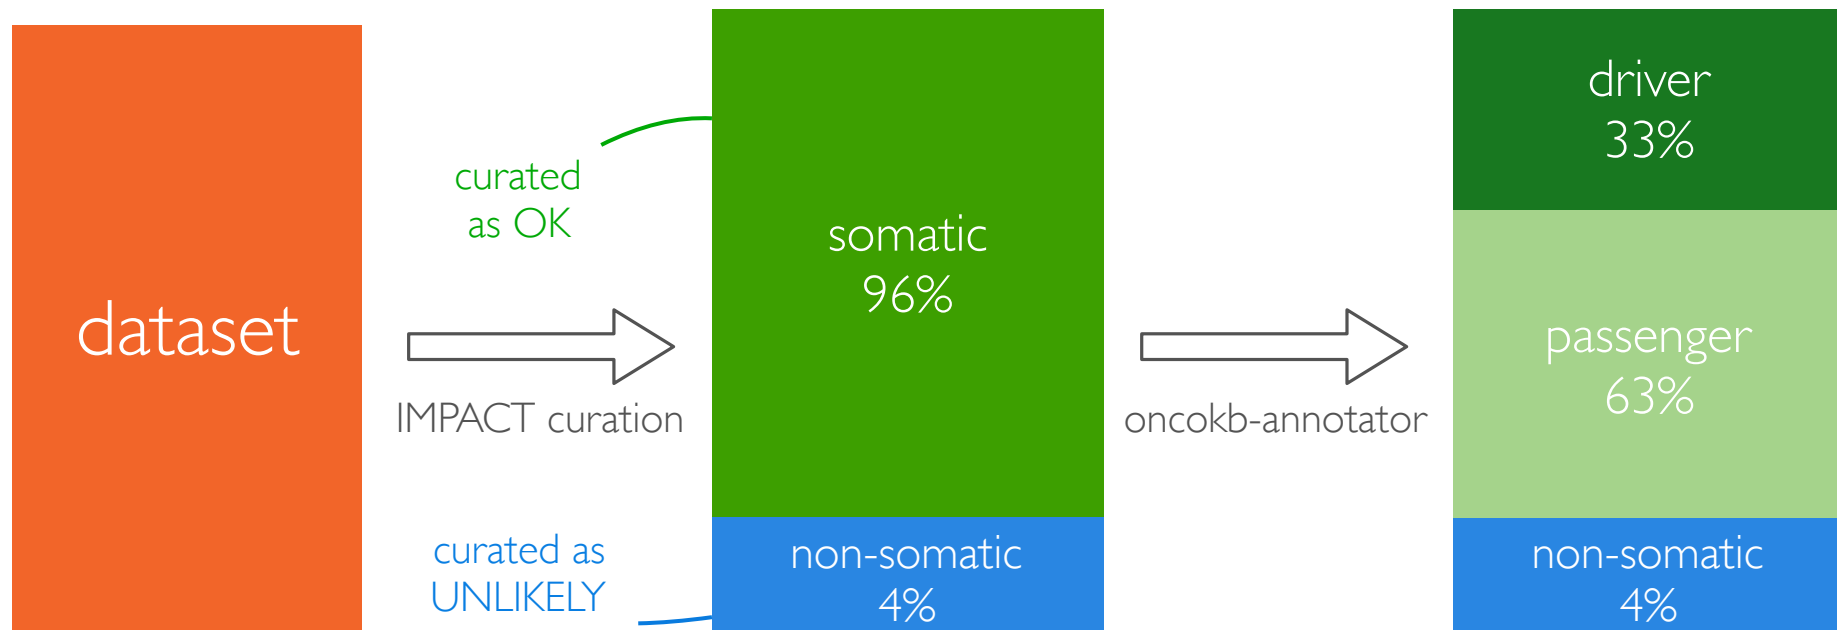 dataset
curated
as OK
IMPACT curation
curated as
UNLIKELY
somatic
96%
non-somatic
4%
oncokb-annotator
driver
33%
passenger
63%
non-somatic
4%